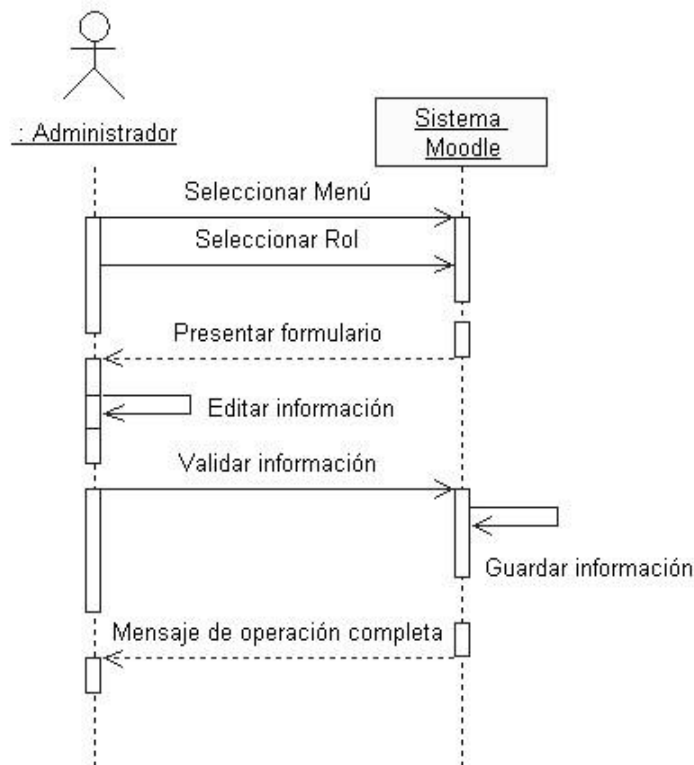 : Administrador
Sistema
Moodle
Seleccionar Menú
Seleccionar Rol
Presentar formulario
Editar información
Validar información
Guardar información
Mensaje de operación completa